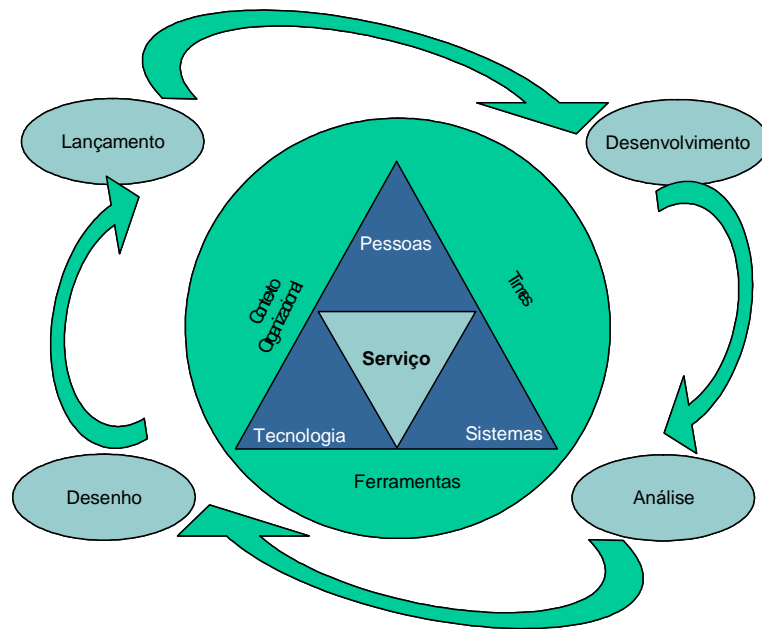 Lançamento
Desenvolvimento
Pessoas
Contexto
Organizacional
Times
Serviço
Tecnologia
Sistemas
Ferramentas
Desenho
Análise